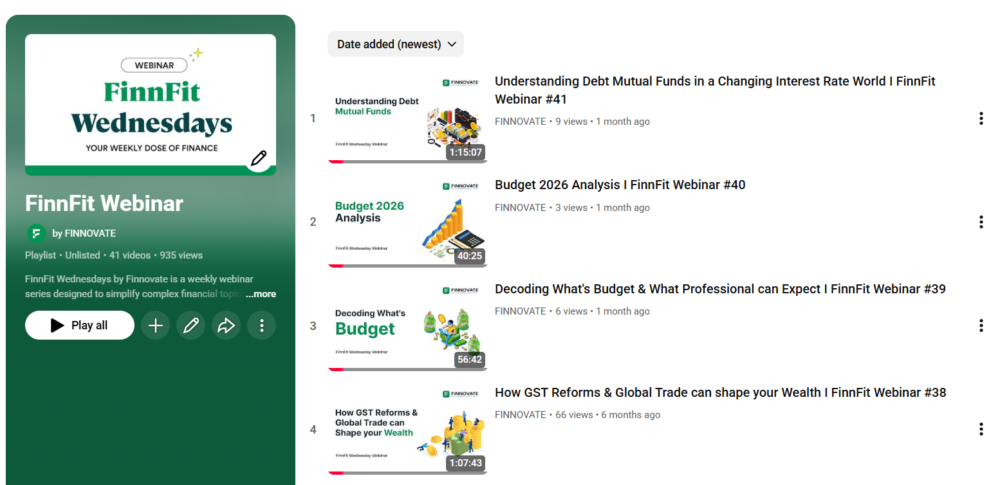 WEBINAR
FinnFit
Wednesdays
YOUR WEEKLY DOSE OF FINANCE
FinnFit Webinar
by FINNOVATE
Playlist • Unlisted • 41 videos • 935 views
FinnFit Wednesdays by Finnovate is a weekly webinar
series designed to simplify complex financial topics ...more
Play all
Date added (newest)
1
FINNOVATE
Understanding Debt
Mutual Funds
FinnFit Wednesday Webinar
1:15:07
Understanding Debt Mutual Funds in a Changing Interest Rate World I FinnFit
Webinar #41
FINNOVATE • 9 views • 1 month ago
2
FINNOVATE
Budget 2026
Analysis
FinnFit Wednesday Webinar
40:25
Budget 2026 Analysis I FinnFit Webinar #40
FINNOVATE • 3 views • 1 month ago
3
FINNOVATE
Decoding What's
Budget
FinnFit Wednesday Webinar
56:42
Decoding What's Budget & What Professional can Expect I FinnFit Webinar #39
FINNOVATE • 6 views • 1 month ago
4
FINNOVATE
How GST Reforms &
Global Trade can
Shape your Wealth
FinnFit Wednesday Webinar
1:07:43
How GST Reforms & Global Trade can shape your Wealth I FinnFit Webinar #38
FINNOVATE • 66 views • 6 months ago